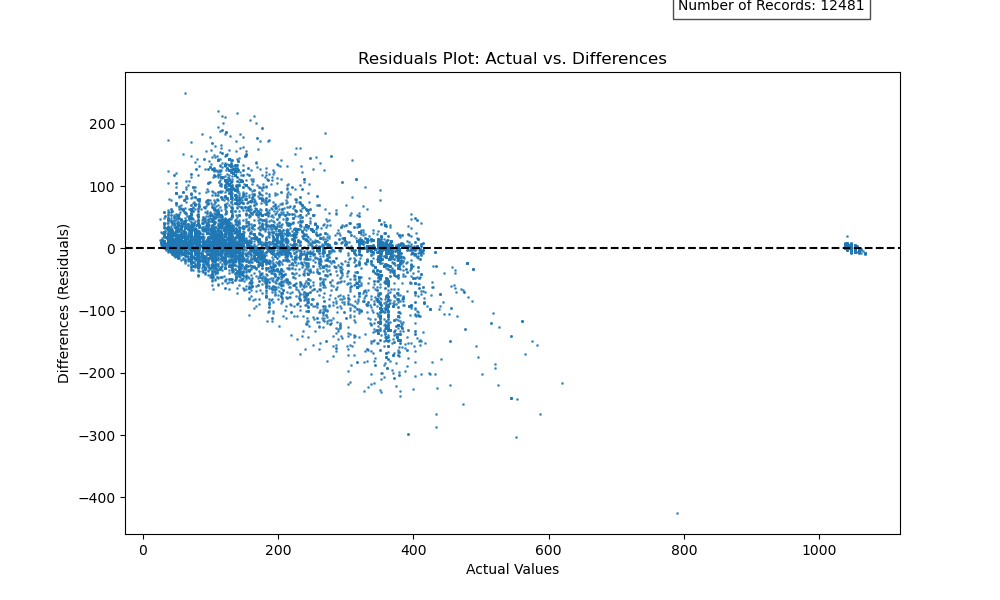 Number of Records: 12481
Residuals Plot: Actual vs. Differences
Differences (Residuals)
200
100
0
−100
−200
−300
−400
0 200 400 600 800 1000
Actual Values